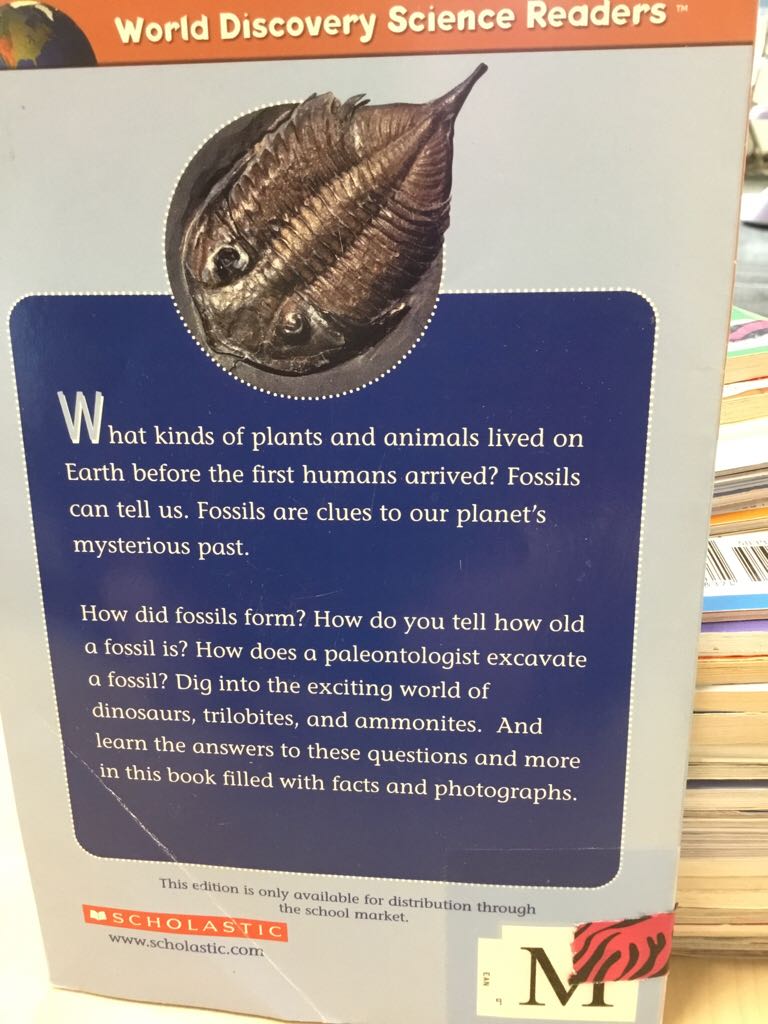 World Discovery Science Readers™
What kinds of plants and animals lived on
Earth before the first humans arrived? Fossils
can tell us. Fossils are clues to our planet's
mysterious past.
How did fossils form? How do you tell how old
a fossil is? How does a paleontologist excavate
a fossil? Dig into the exciting world of
dinosaurs, trilobites, and ammonites. And
learn the answers to these questions and more
in this book filled with facts and photographs.
This edition is only available for distribution through
the school market.
SCHOLASTIC
www.scholastic.com
EAN
M